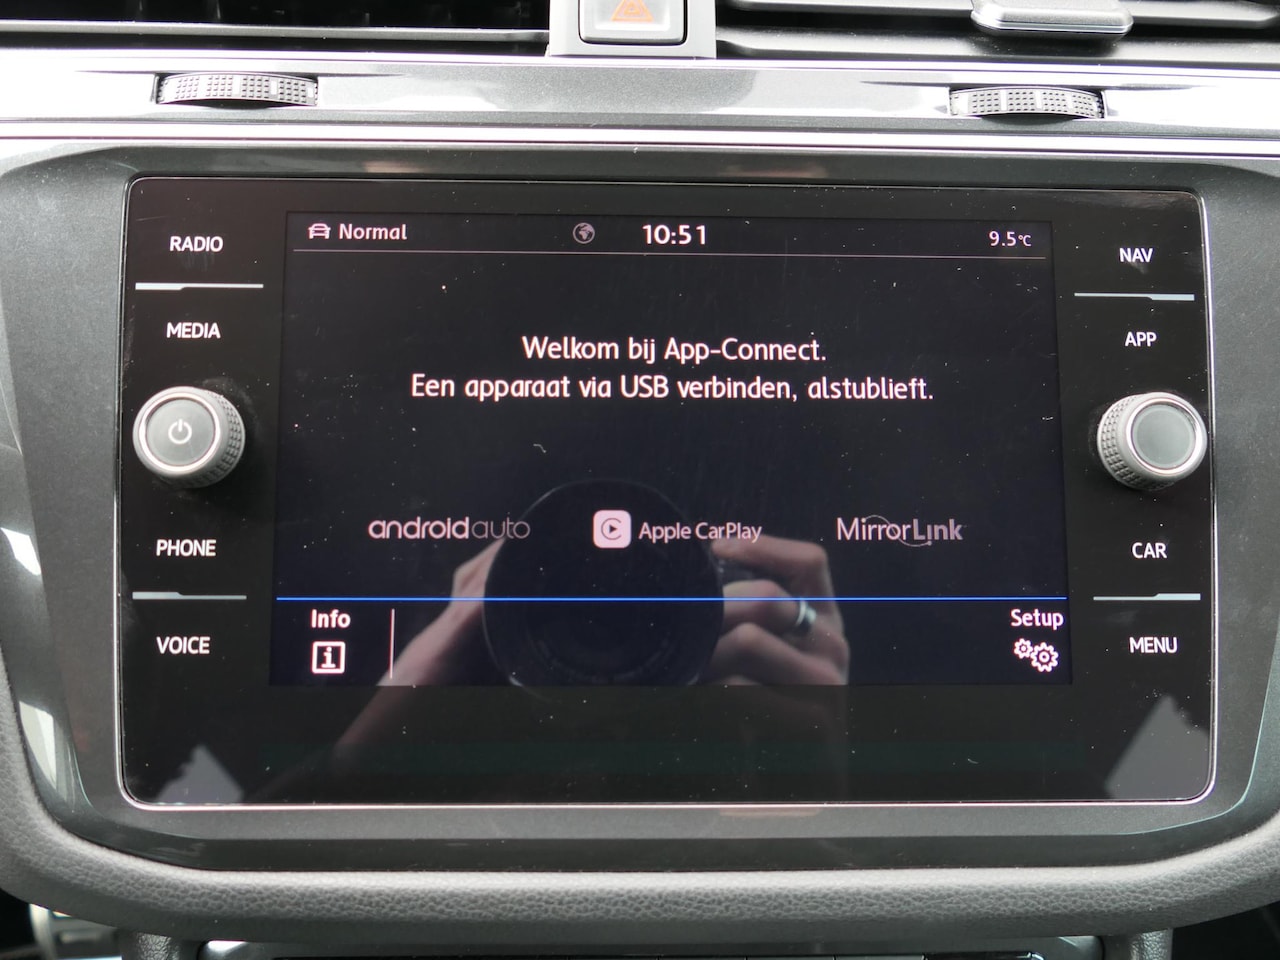 RADIO
MEDIA
PHONE
VOICE
Normal 10:51 9.5°C
Welkom bij App-Connect.
Een apparaat via USB verbinden, alstublieft.
androidauto Apple CarPlay MirrorLink
Info Setup
NAV
APP
CAR
MENU